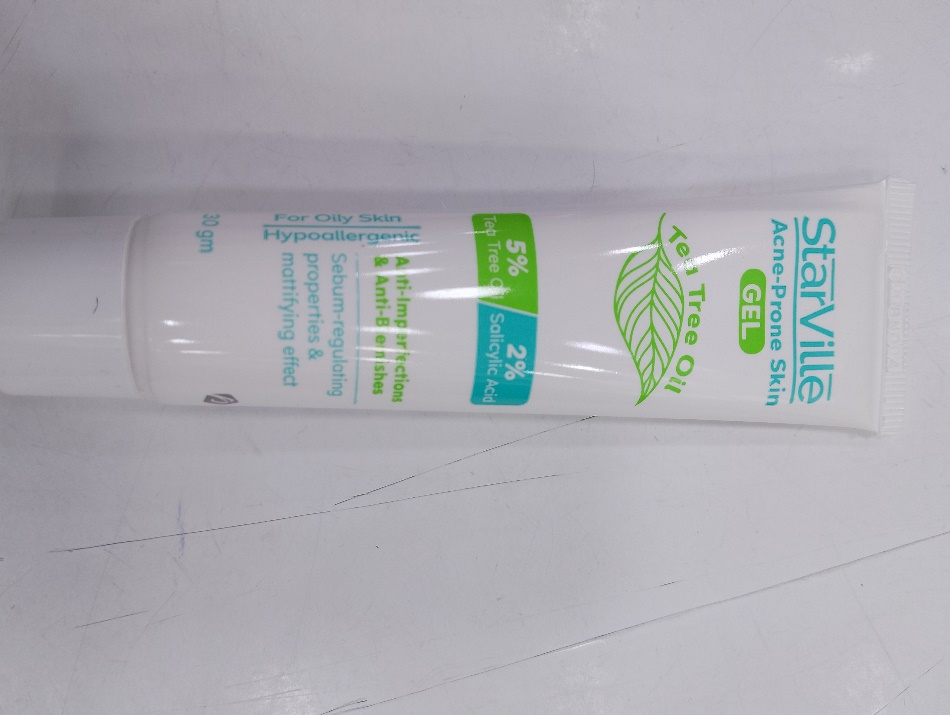 Starville
Acne-Prone Skin
GEL
Tea Tree Oil
5%
Tea Tree Oil
2%
Salicylic Acid
Anti-Imperfections
& Anti-Blemishes
Sebum-regulating
properties &
mattifying effect
Hypoallergenic
For Oily Skin
30 gm